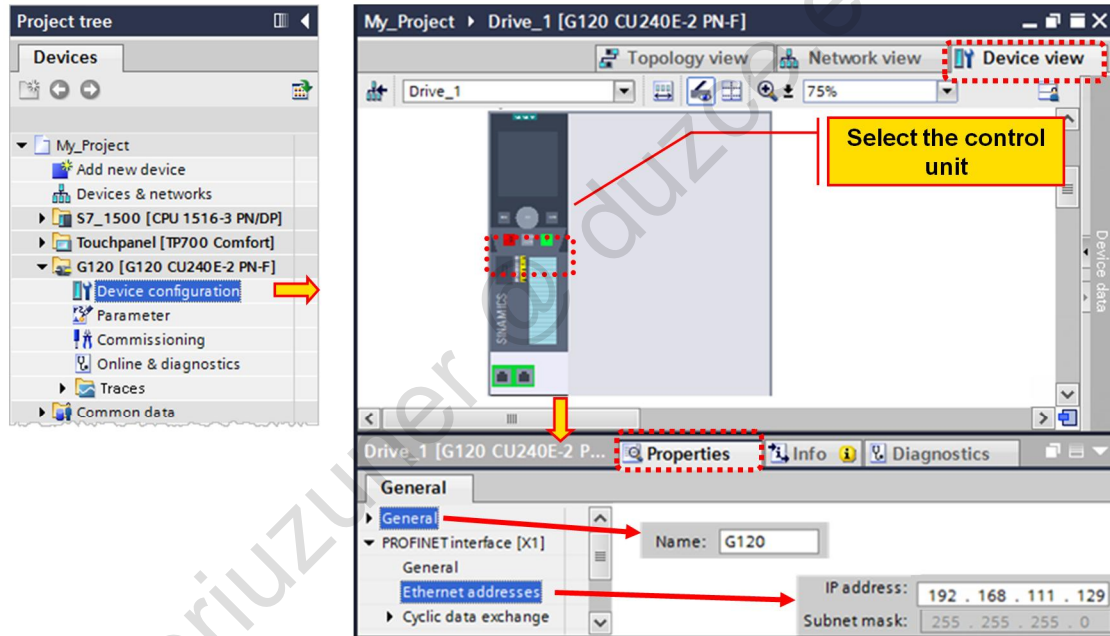 Project tree
Devices
My_Project
Add new device
Devices & networks
S7_1500 [CPU 1516-3 PN/DP]
Touchpanel [TP700 Comfort]
G120 [G120 CU240E-2 PN-F]
Device configuration
Parameter
Commissioning
Online & diagnostics
Traces
Common data
My_Project ▸ Drive_1 [G120 CU240E-2 PN-F]
Topology view
Network view
Device view
Drive_1
75%
Select the control
unit
SINAMICS
Device data
Drive_1 [G120 CU240E-2 P...
Properties
Info
Diagnostics
General
General
Name: G120
PROFINET interface [X1]
General
Ethernet addresses
IP address: 192 . 168 . 111 . 129
Cyclic data exchange
Subnet mask: 255 . 255 . 255 . 0